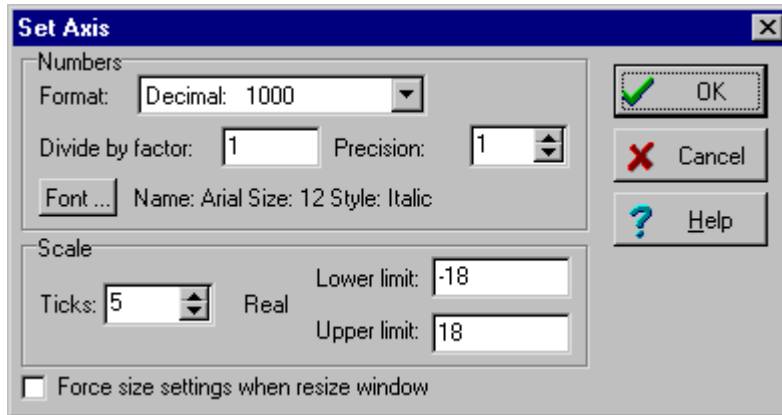 Set Axis
Numbers
Format: Decimal: 1000
OK
Divide by factor: 1 Precision: 1
Cancel
Font ... Name: Arial Size: 12 Style: Italic
Help
Scale
Ticks: 5 Real
Lower limit: -18
Upper limit: 18
Force size settings when resize window